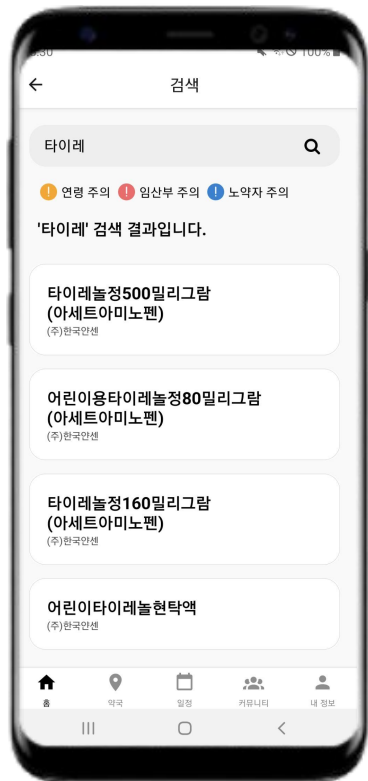 100%
검색
타이레
연령 주의 임산부 주의 노약자 주의
'타이레' 검색 결과입니다.
타이레놀정500밀리그람
(아세트아미노펜)
(주)한국얀센
어린이용타이레놀정80밀리그람
(아세트아미노펜)
(주)한국얀센
타이레놀정160밀리그람
(아세트아미노펜)
(주)한국얀센
어린이타이레놀현탁액
(주)한국얀센
홈 약국 일정 커뮤니티 내 정보